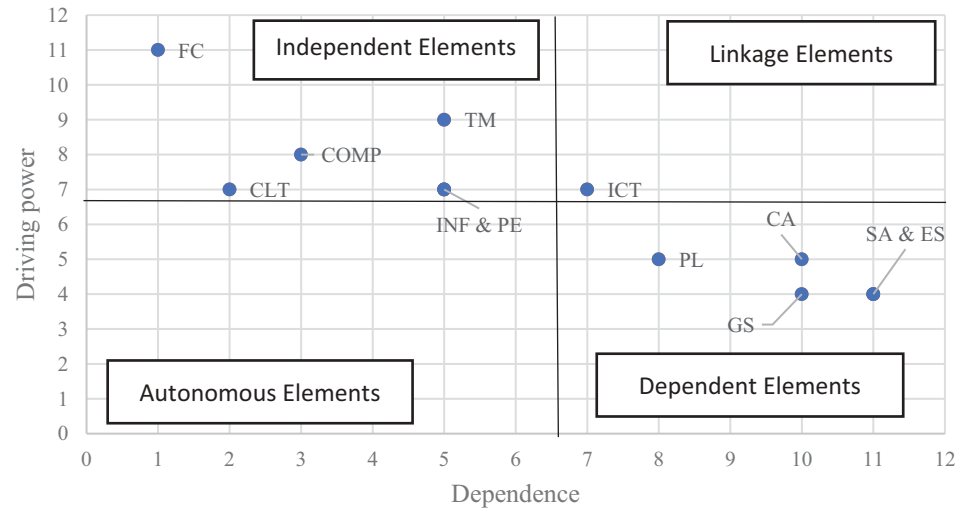 12
11
10
9
8
7
6
5
4
3
2
1
0
Driving power
FC
Independent Elements
Linkage Elements
TM
COMP
CLT
INF & PE
ICT
CA
SA & ES
PL
GS
Autonomous Elements
Dependent Elements
0 1 2 3 4 5 6 7 8 9 10 11 12
Dependence